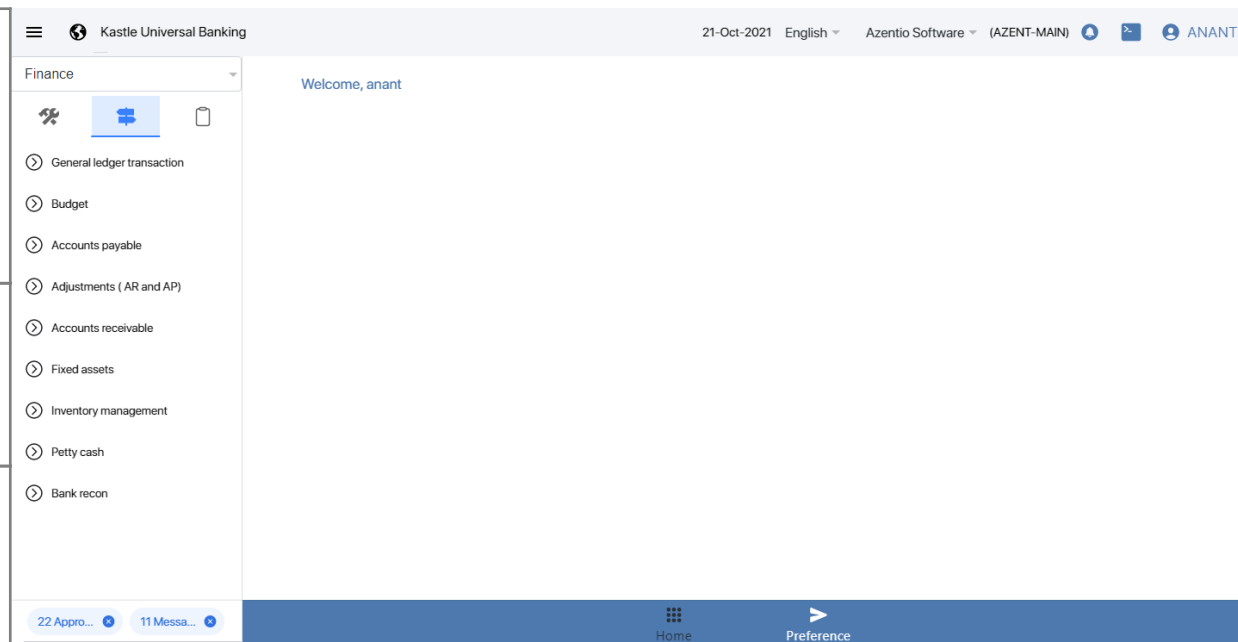 Kastle Universal Banking 21-Oct-2021 English Azentio Software (AZENT-MAIN) ANANT
Finance
Welcome, anant
General ledger transaction
Budget
Accounts payable
Adjustments ( AR and AP)
Accounts receivable
Fixed assets
Inventory management
Petty cash
Bank recon
22 Appro... 11 Messa...
Home Preference